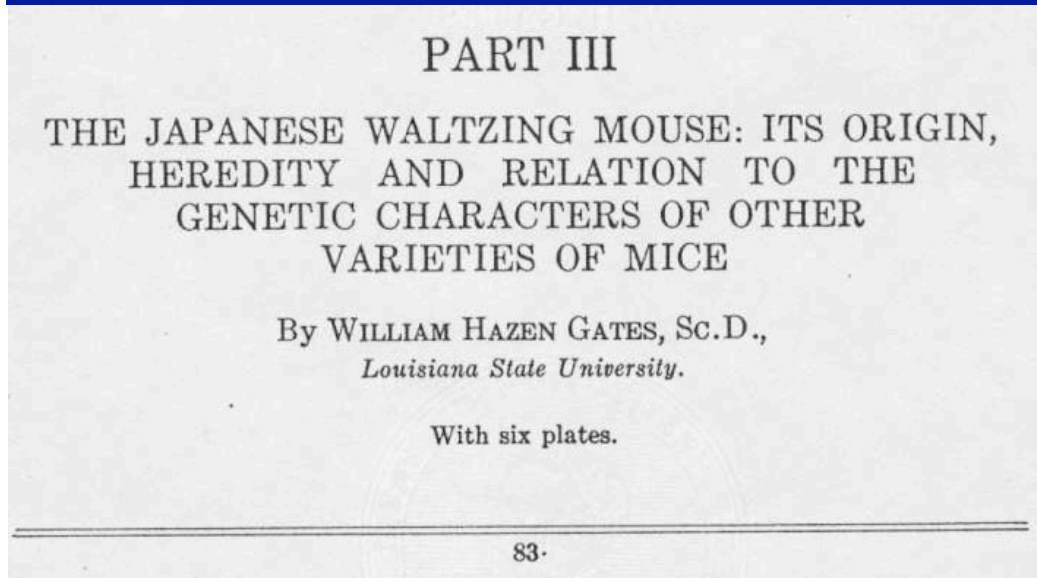 PART III
THE JAPANESE WALTZING MOUSE: ITS ORIGIN,
HEREDITY AND RELATION TO THE
GENETIC CHARACTERS OF OTHER
VARIETIES OF MICE
By WILLIAM HAZEN GATES, Sc.D.,
Louisiana State University.
With six plates.
83.